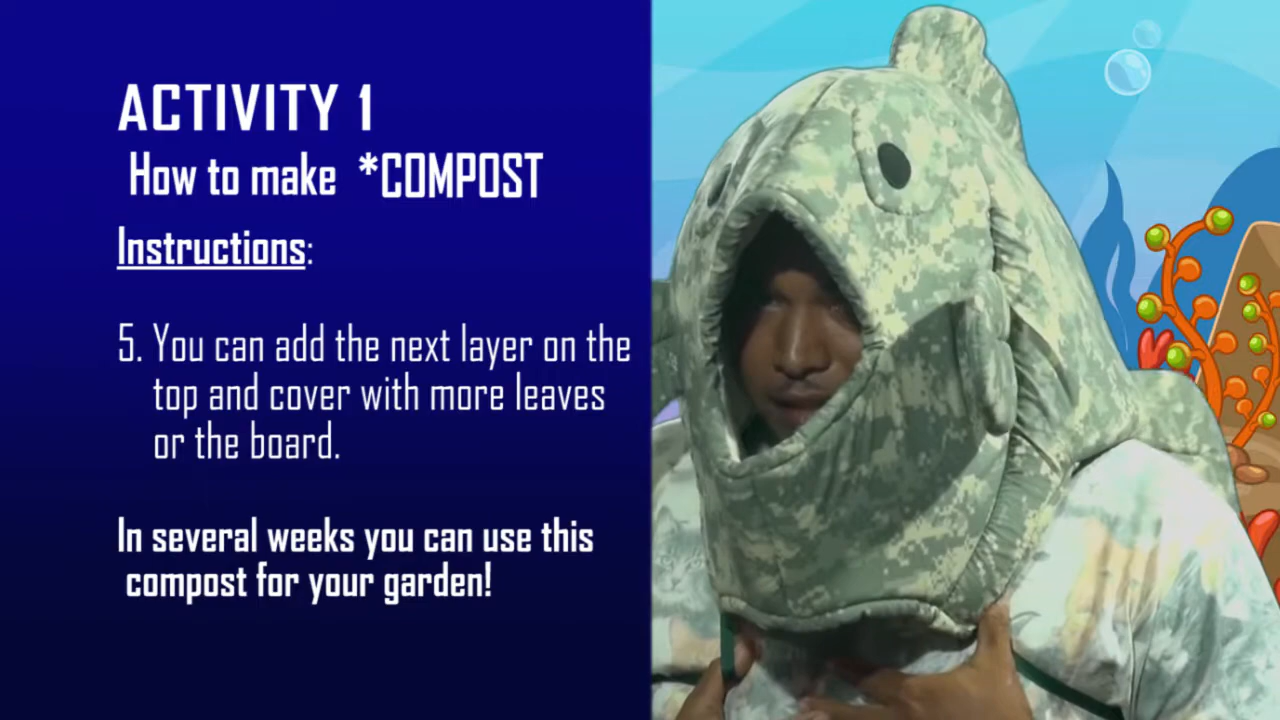 ACTIVITY 1
How to make *COMPOST
Instructions:
5. You can add the next layer on the
top and cover with more leaves
or the board.
In several weeks you can use this
compost for your garden!